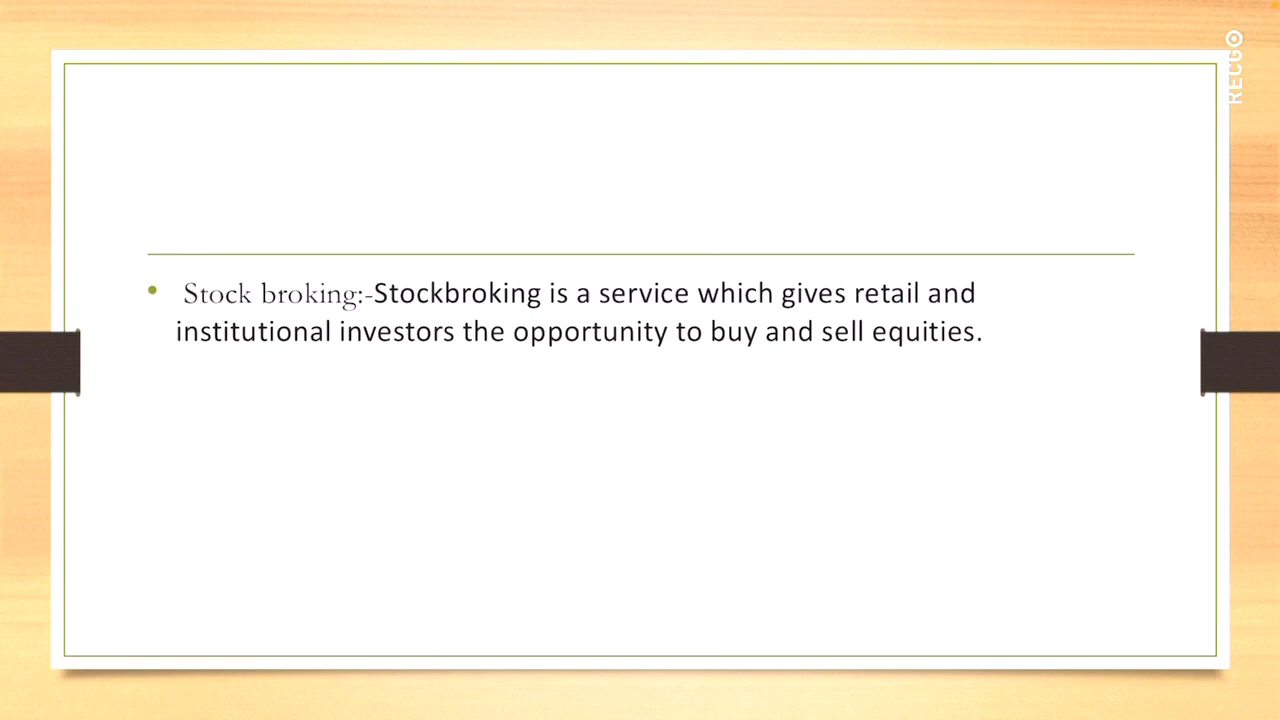 RECGO
• Stock broking:-Stockbroking is a service which gives retail and
institutional investors the opportunity to buy and sell equities.